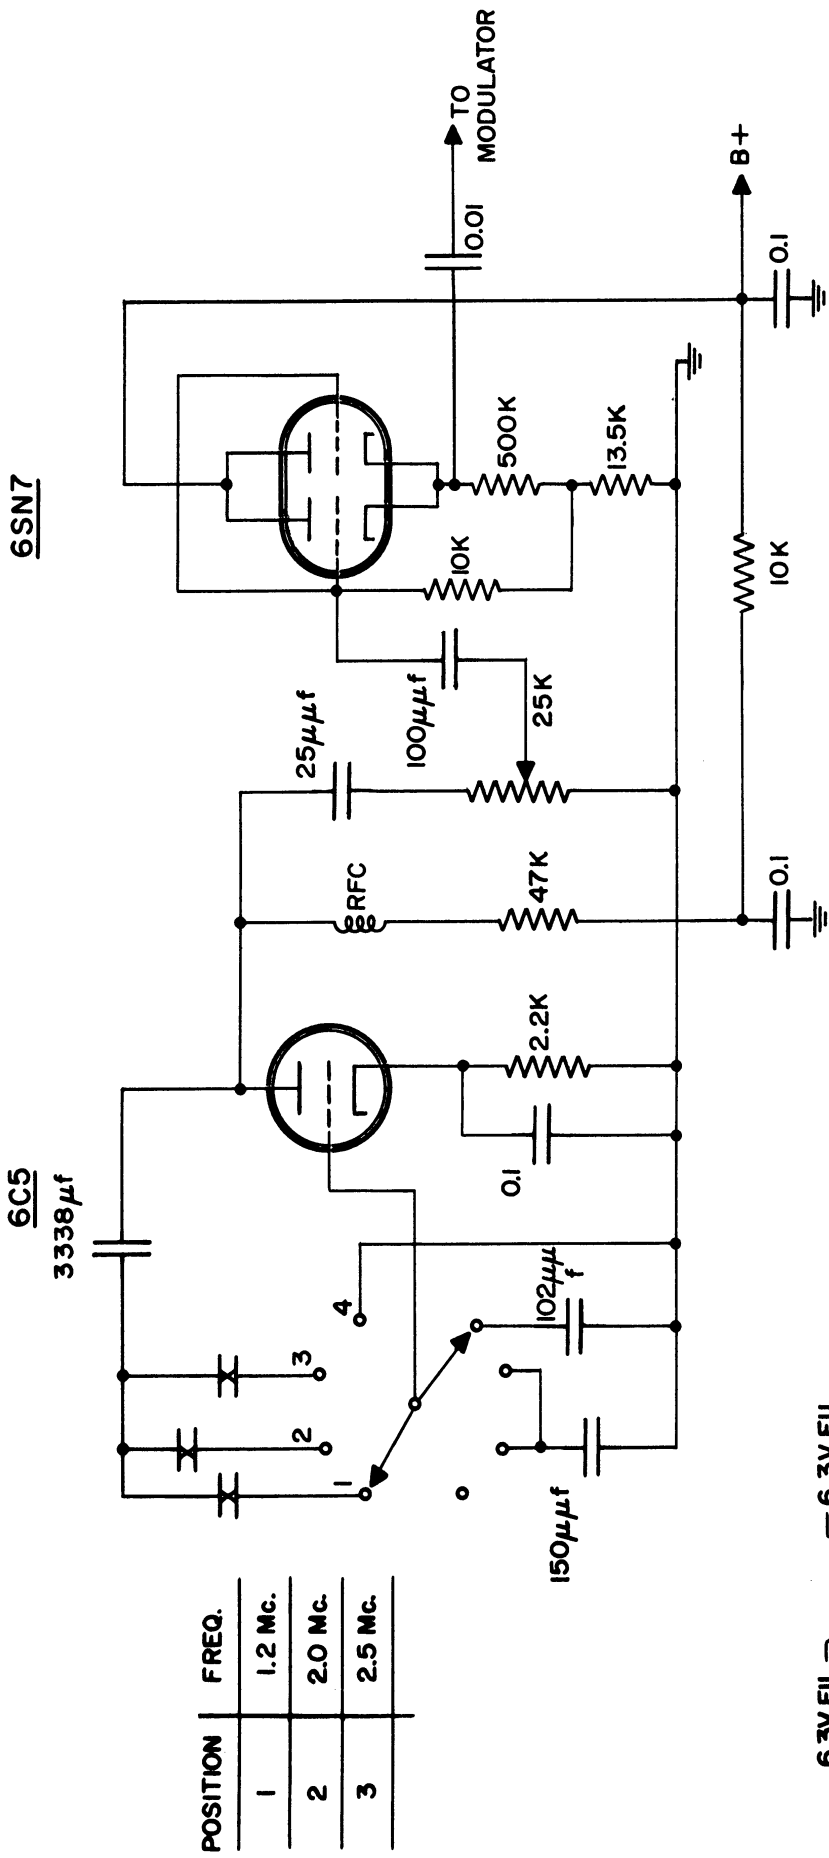 6C5
6SN7
3338μf
25μμf
100μμf
RFC
47K
25K
10K
500K
13.5K
0.01
TO
MODULATOR
B+
0.1
10K
0.1
2.2K
0.1
102μμ
f
150μμf
1
2
3
4
POSITION FREQ.
1 1.2 Mc.
2 2.0 Mc.
3 2.5 Mc.